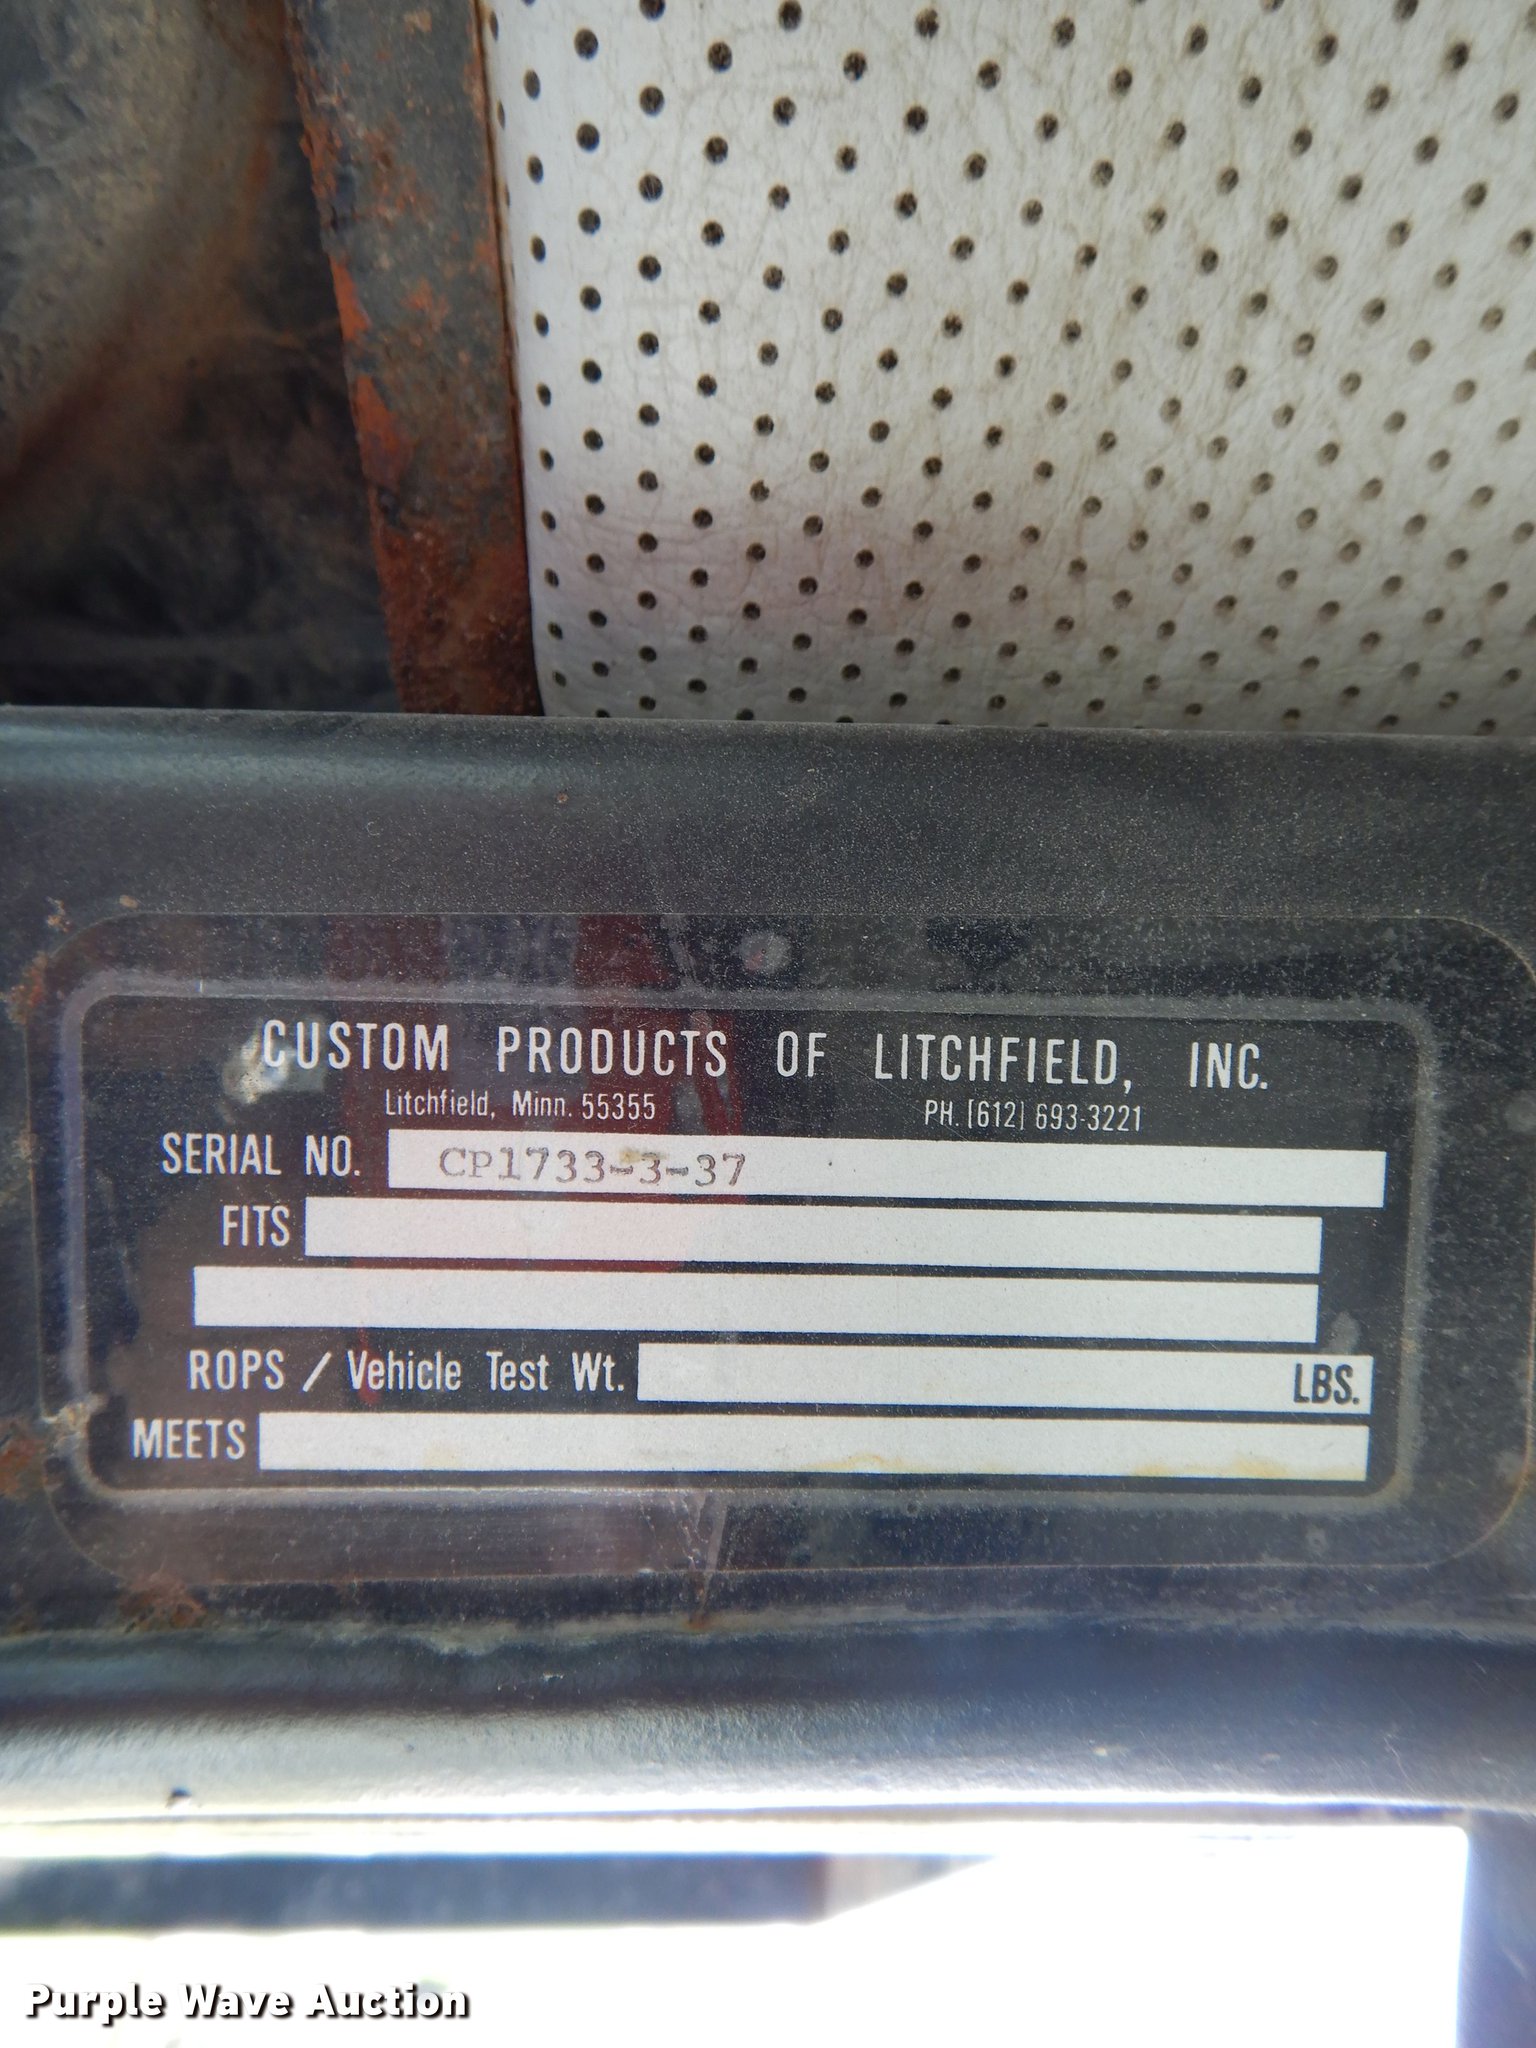 CUSTOM PRODUCTS OF LITCHFIELD, INC.
Litchfield, Minn. 55355 PH. [612] 693-3221
SERIAL NO. CP1733-3-37
FITS
ROPS / Vehicle Test Wt. LBS.
MEETS
Purple Wave Auction